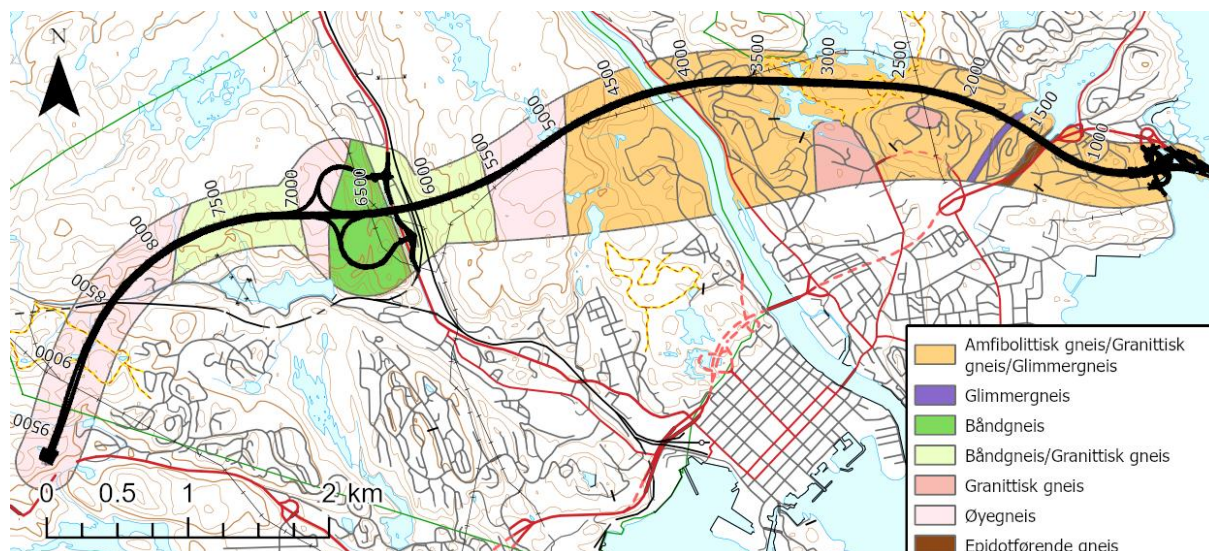 N
9500
9000
8500
8000
7500
7000
6500
6000
5500
5000
4500
4000
3500
3000
2500
2000
1500
1000
0 0.5 1 2 km
Amfibolittisk gneis/Granittisk
gneis/Glimmergneis
Glimmergneis
Båndgneis
Båndgneis/Granittisk gneis
Granittisk gneis
Øyegneis
Epidotførende gneis